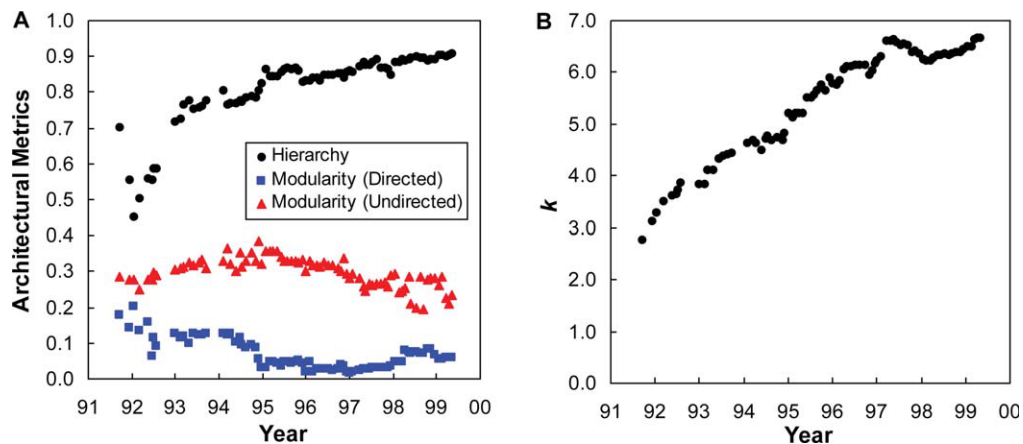 A
Architectural Metrics
1.0
0.9
0.8
0.7
0.6
0.5
0.4
0.3
0.2
0.1
0.0
Hierarchy
Modularity (Directed)
Modularity (Undirected)
91 92 93 94 95 96 97 98 99 00
Year
B
k
7.0
6.0
5.0
4.0
3.0
2.0
1.0
0.0
91 92 93 94 95 96 97 98 99 00
Year